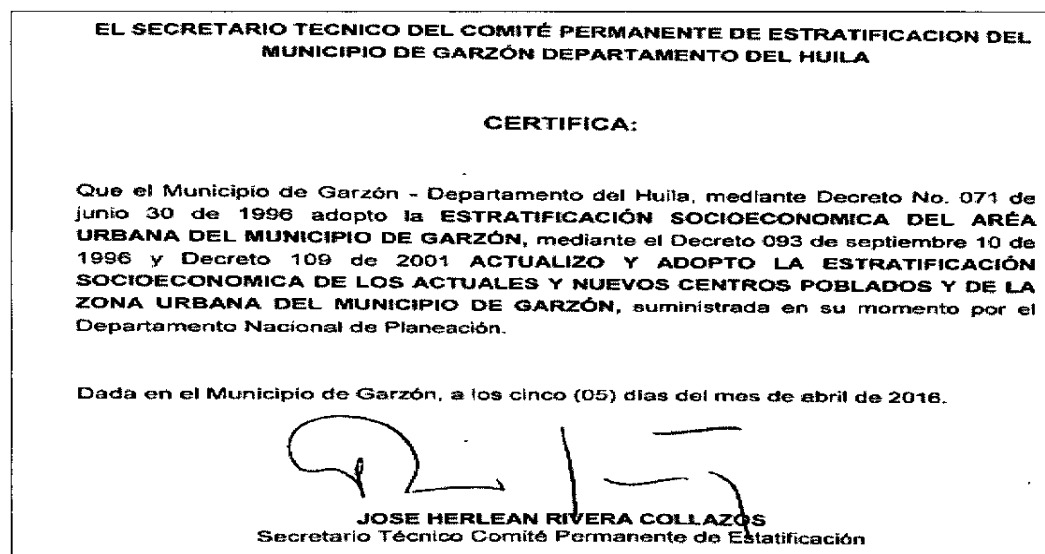 EL SECRETARIO TECNICO DEL COMITÉ PERMANENTE DE ESTRATIFICACION DEL
MUNICIPIO DE GARZÓN DEPARTAMENTO DEL HUILA
CERTIFICA:
Que el Municipio de Garzón - Departamento del Huila, mediante Decreto No. 071 de
junio 30 de 1996 adopto la ESTRATIFICACIÓN SOCIOECONOMICA DEL ARÉA
URBANA DEL MUNICIPIO DE GARZÓN, mediante el Decreto 093 de septiembre 10 de
1996 y Decreto 109 de 2001 ACTUALIZO Y ADOPTO LA ESTRATIFICACIÓN
SOCIOECONOMICA DE LOS ACTUALES Y NUEVOS CENTROS POBLADOS Y DE LA
ZONA URBANA DEL MUNICIPIO DE GARZÓN, suministrada en su momento por el
Departamento Nacional de Planeación.
Dada en el Municipio de Garzón, a los cinco (05) días del mes de abril de 2016.
JOSE HERLEAN RIVERA COLLAZOS
Secretario Técnico Comité Permanente de Estatificación